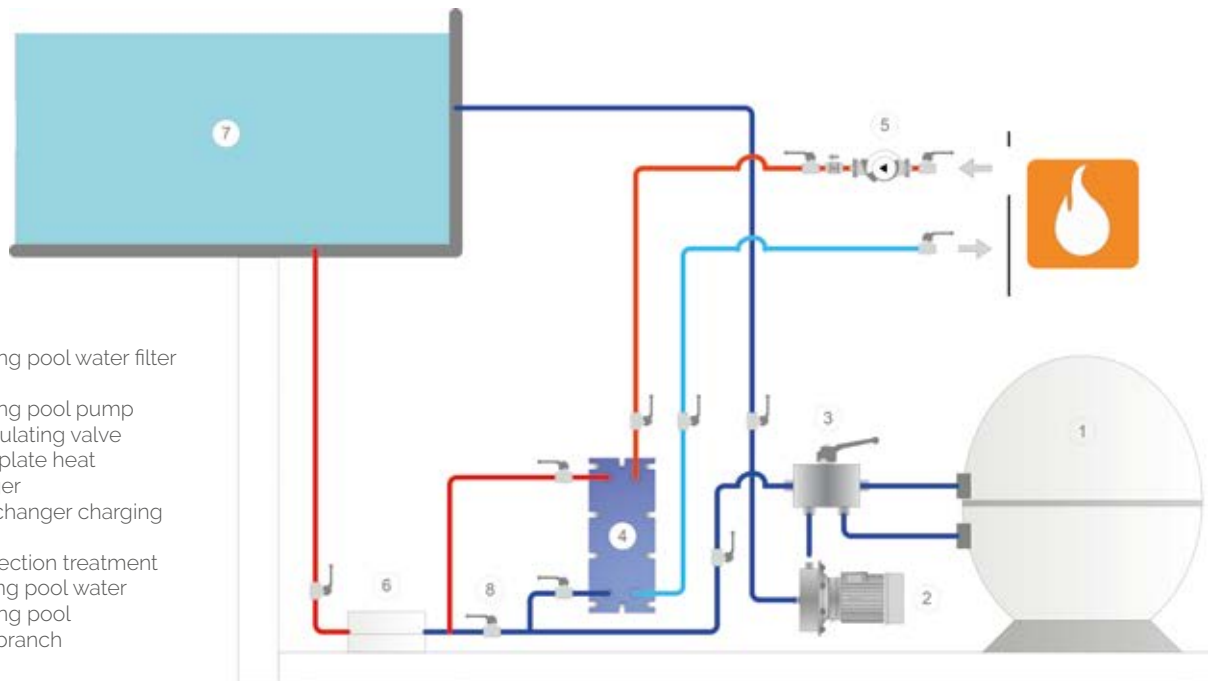 7
5
ng pool water filter
ng pool pump
ulating valve
plate heat
er
changer charging
ection treatment
ng pool water
ng pool
branch
3
1
4
6
8
2